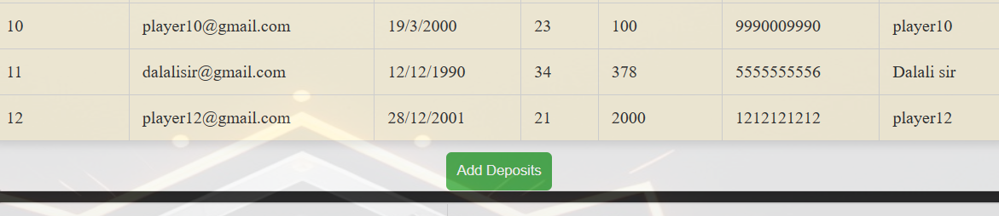 10 player10@gmail.com 19/3/2000 23 100 9990009990 player10
11 dalalisir@gmail.com 12/12/1990 34 378 5555555556 Dalali sir
12 player12@gmail.com 28/12/2001 21 2000 1212121212 player12
Add Deposits